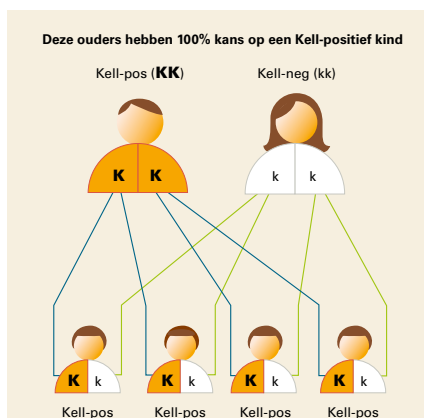 Deze ouders hebben 100% kans op een Kell-positief kind
Kell-pos (KK) Kell-neg (kk)
K K k k
K k K k K k K k
Kell-pos Kell-pos Kell-pos Kell-pos